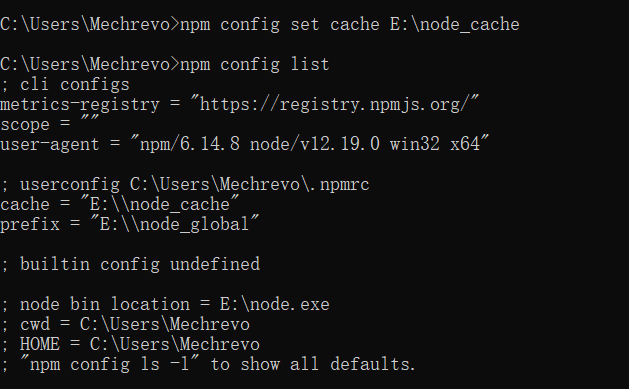 C:\Users\Mechrevo>npm config set cache E:\node_cache
C:\Users\Mechrevo>npm config list
; cli configs
metrics-registry = "https://registry.npmjs.org/"
scope = ""
user-agent = "npm/6.14.8 node/v12.19.0 win32 x64"
; userconfig C:\Users\Mechrevo\.npmrc
cache = "E:\\node_cache"
prefix = "E:\\node_global"
; builtin config undefined
; node bin location = E:\node.exe
; cwd = C:\Users\Mechrevo
; HOME = C:\Users\Mechrevo
; "npm config ls -l" to show all defaults.